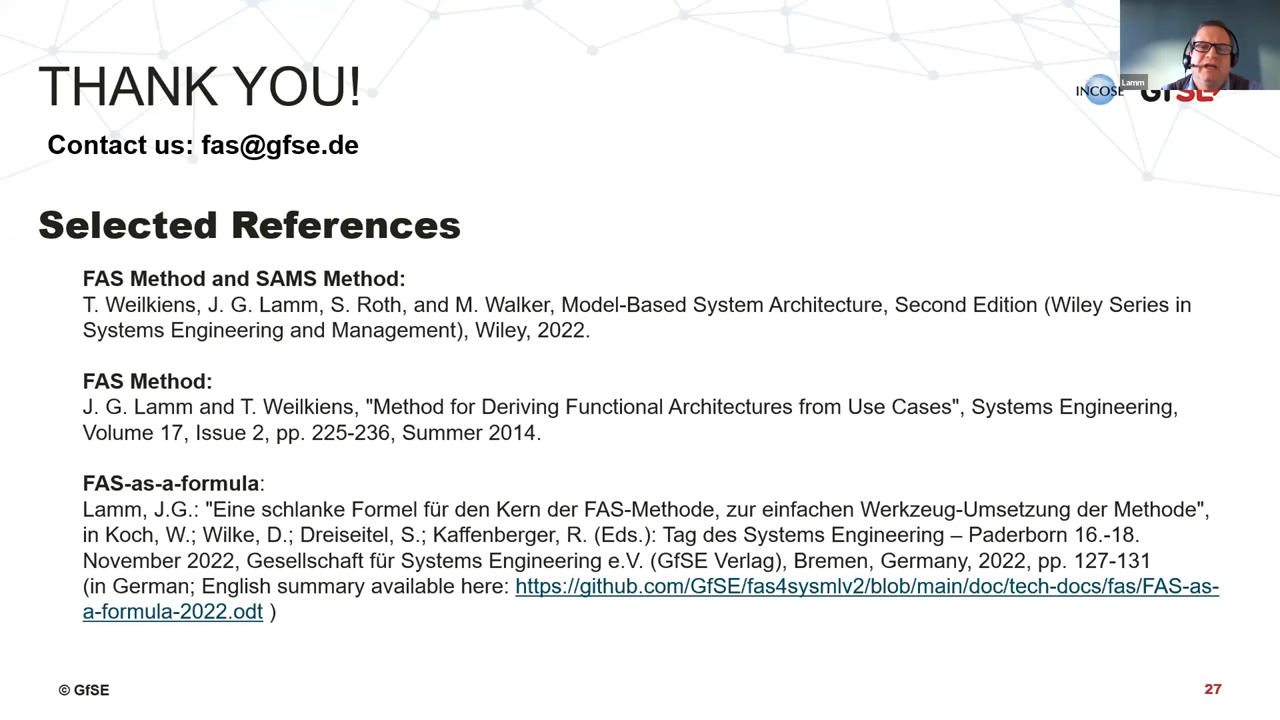 THANK YOU!
Lamm
INCOSE
GfSE
Contact us: fas@gfse.de
Selected References
FAS Method and SAMS Method:
T. Weilkiens, J. G. Lamm, S. Roth, and M. Walker, Model-Based System Architecture, Second Edition (Wiley Series in
Systems Engineering and Management), Wiley, 2022.
FAS Method:
J. G. Lamm and T. Weilkiens, "Method for Deriving Functional Architectures from Use Cases", Systems Engineering,
Volume 17, Issue 2, pp. 225-236, Summer 2014.
FAS-as-a-formula:
Lamm, J.G.: "Eine schlanke Formel für den Kern der FAS-Methode, zur einfachen Werkzeug-Umsetzung der Methode",
in Koch, W.; Wilke, D.; Dreiseitel, S.; Kaffenberger, R. (Eds.): Tag des Systems Engineering – Paderborn 16.-18.
November 2022, Gesellschaft für Systems Engineering e.V. (GfSE Verlag), Bremen, Germany, 2022, pp. 127-131
(in German; English summary available here: https://github.com/GfSE/fas4sysmlv2/blob/main/doc/tech-docs/fas/FAS-as-
a-formula-2022.odt )
© GfSE
27